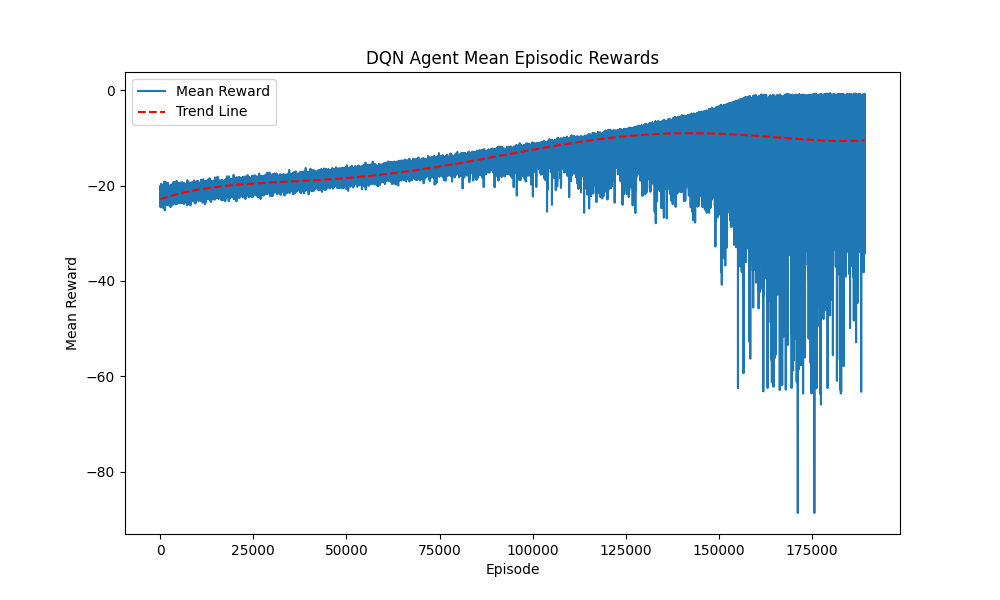 DQN Agent Mean Episodic Rewards
Mean Reward
Trend Line
0
−20
−40
−60
−80
Mean Reward
0
25000
50000
75000
100000
125000
150000
175000
Episode